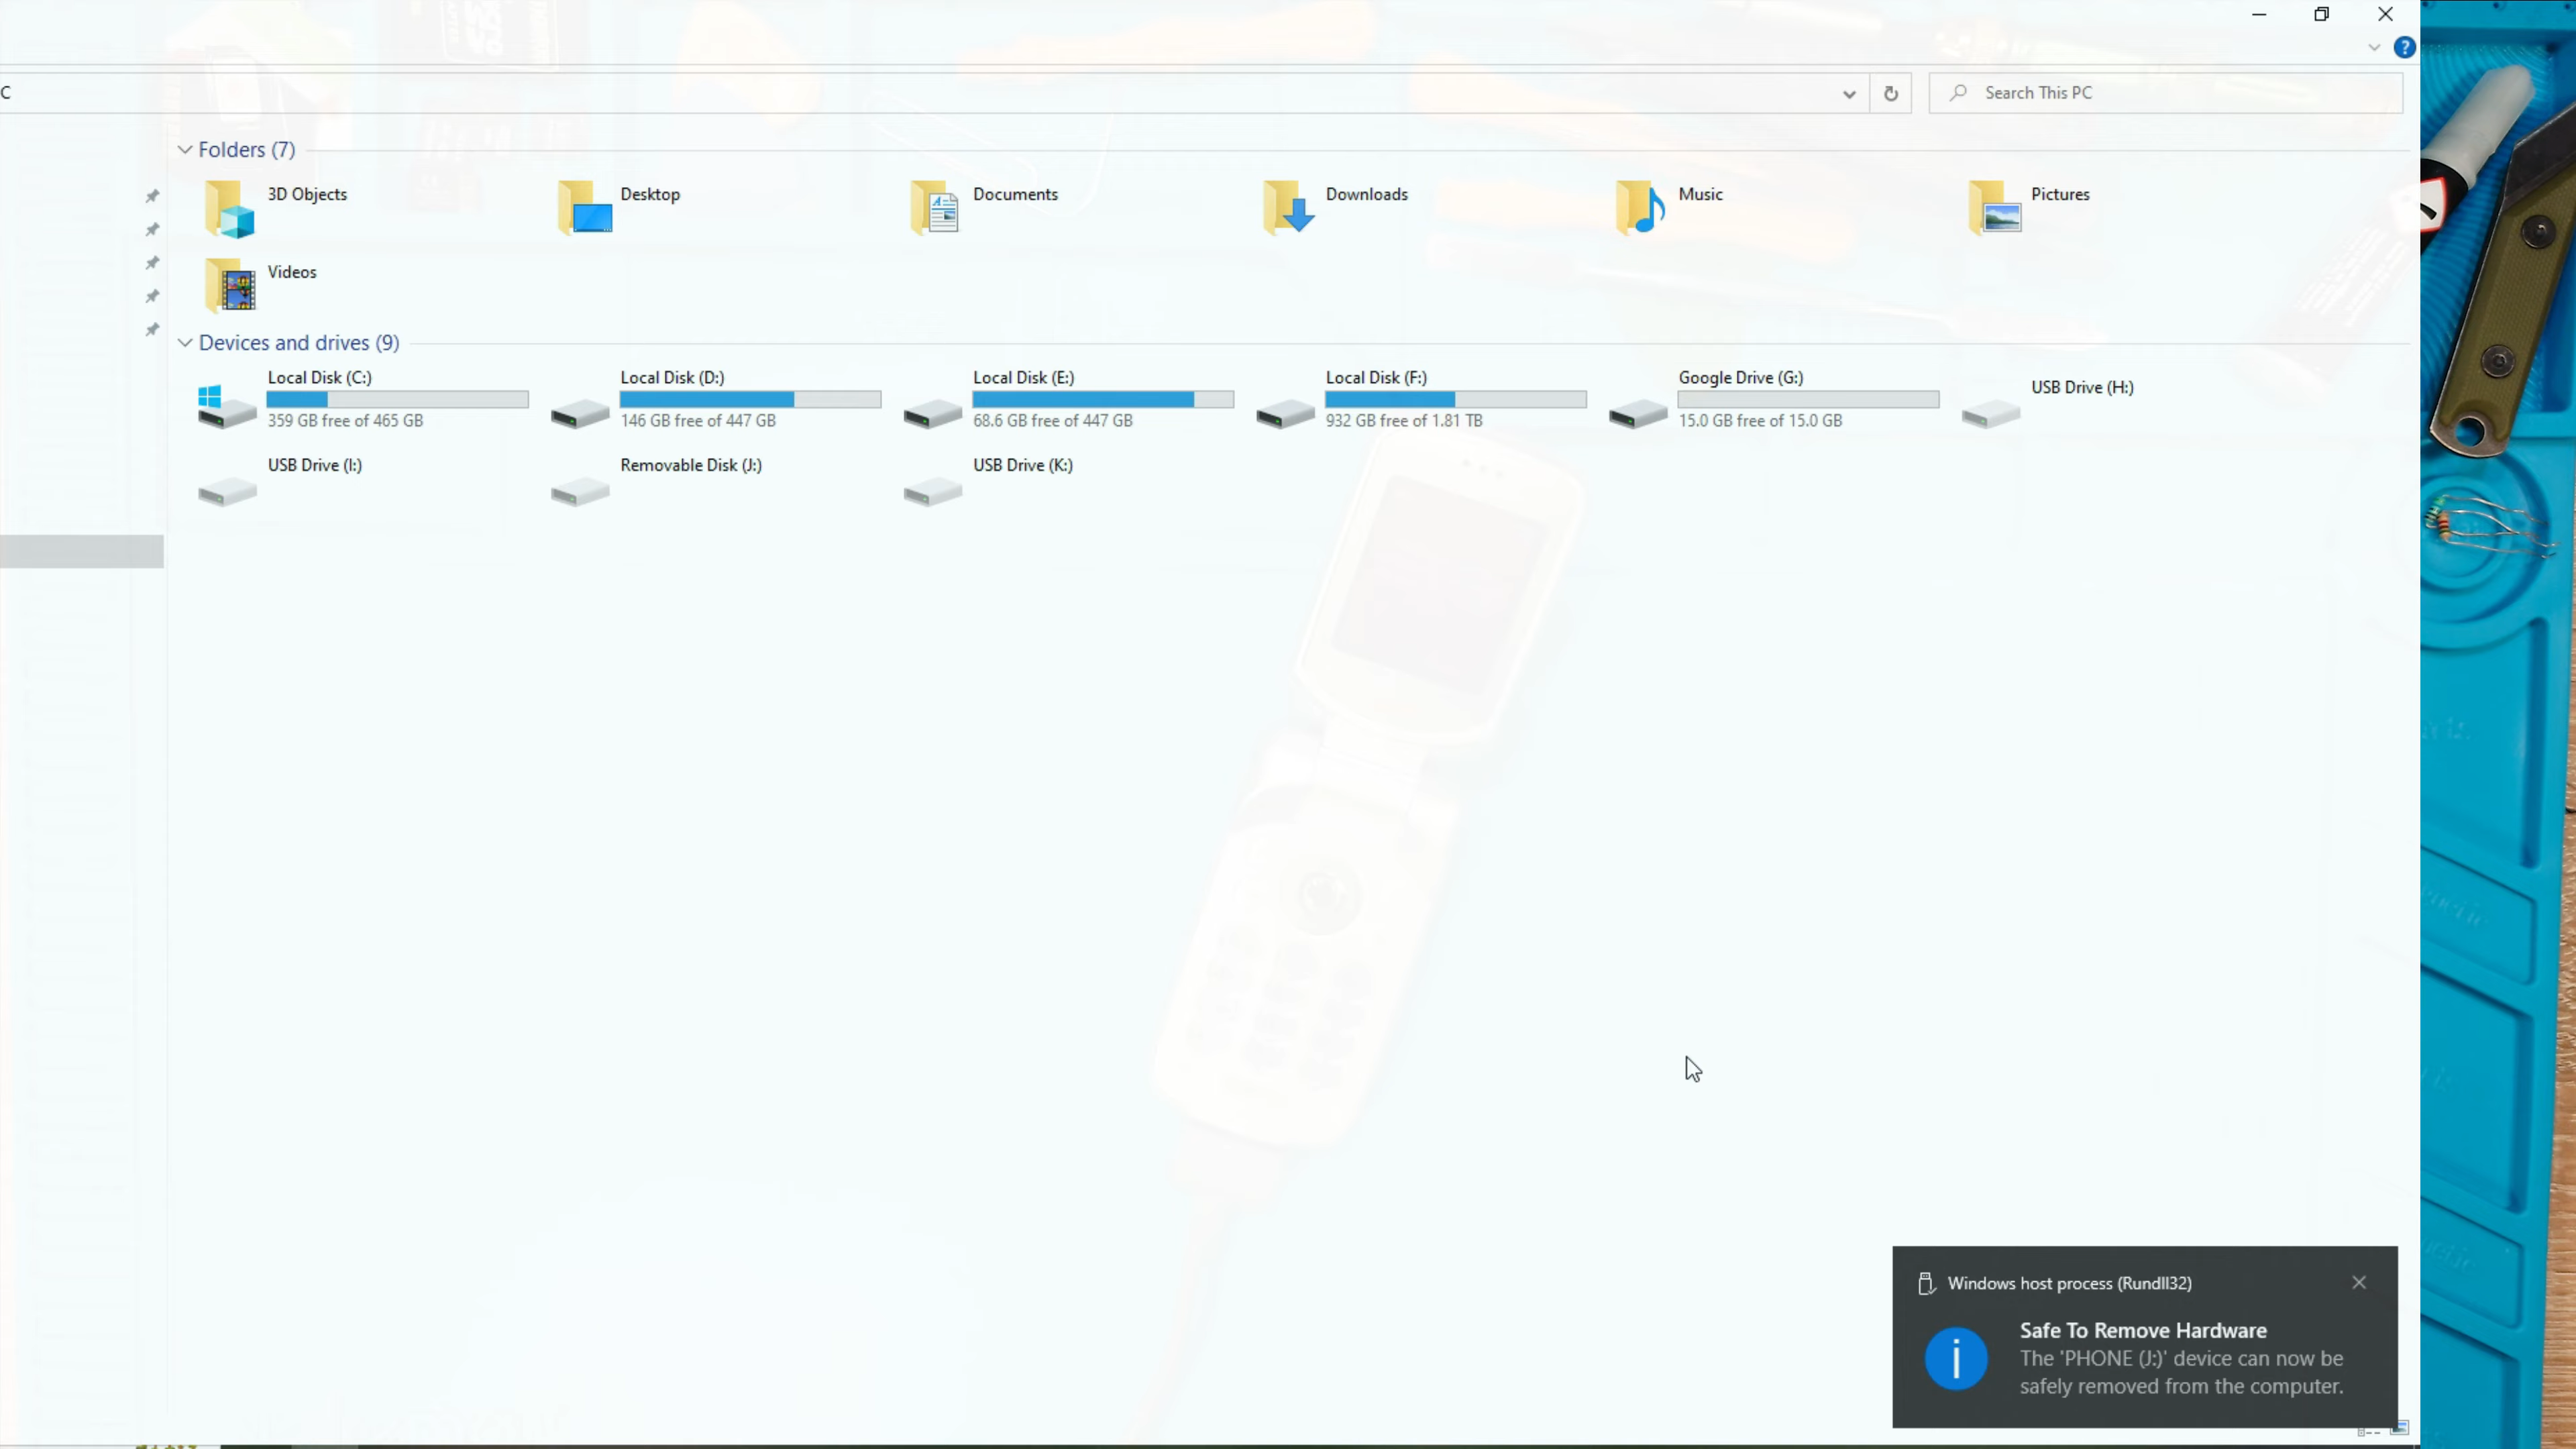 C
Search This PC
Folders (7)
3D Objects
Desktop
Documents
Downloads
Music
Pictures
Videos
Devices and drives (9)
Local Disk (C:)
359 GB free of 465 GB
Local Disk (D:)
146 GB free of 447 GB
Local Disk (E:)
68.6 GB free of 447 GB
Local Disk (F:)
932 GB free of 1.81 TB
Google Drive (G:)
15.0 GB free of 15.0 GB
USB Drive (H:)
USB Drive (I:)
Removable Disk (J:)
USB Drive (K:)
Windows host process (Rundll32)
Safe To Remove Hardware
The 'PHONE (J:)' device can now be
safely removed from the computer.